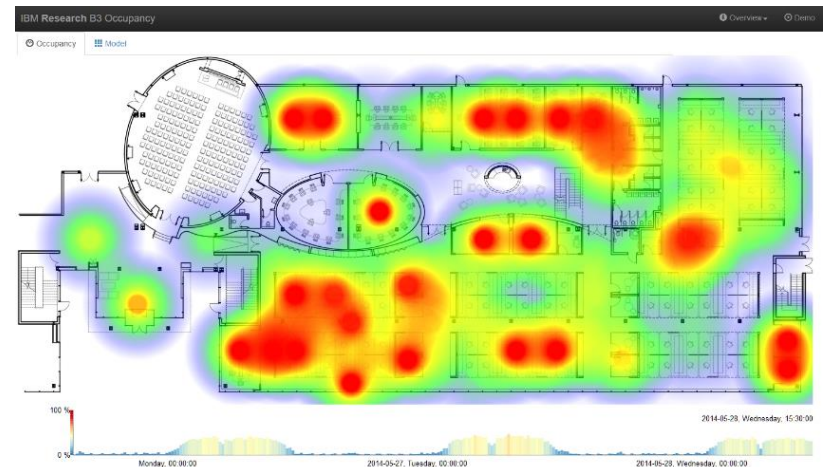 IBM Research B3 Occupancy
Overview
Demo
Occupancy
Model
100 %
0 %
2014-05-28, Wednesday, 15:30:00
Monday, 00:00:00
2014-05-27, Tuesday, 00:00:00
2014-05-28, Wednesday, 00:00:00